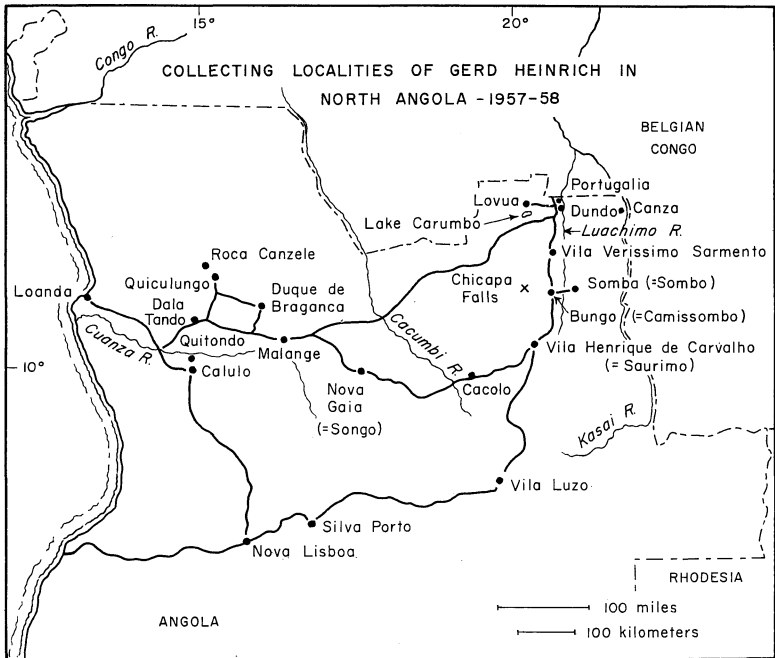 15°
20°
Congo R.
COLLECTING LOCALITIES OF GERD HEINRICH IN
NORTH ANGOLA - 1957-58
BELGIAN
CONGO
Portugalia
Lovua
Dundo
Canza
Lake Carumbo
Luachimo R.
Roca Canzele
Vila Verissimo Sarmento
Quiculungo
Duque de
Braganca
Chicapa
Falls
Somba (=Sombo)
Loanda
Dala
Tando
Bungo (=Camissombo)
Cuanza R.
Quitondo
Malange
Cacumbi R.
Vila Henrique de Carvalho
(=Saurimo)
10°
Calulo
Nova
Gaia
(=Songo)
Cacolo
Kasai R.
Vila Luzo
Silva Porto
Nova Lisboa
RHODESIA
ANGOLA
100 miles
100 kilometers